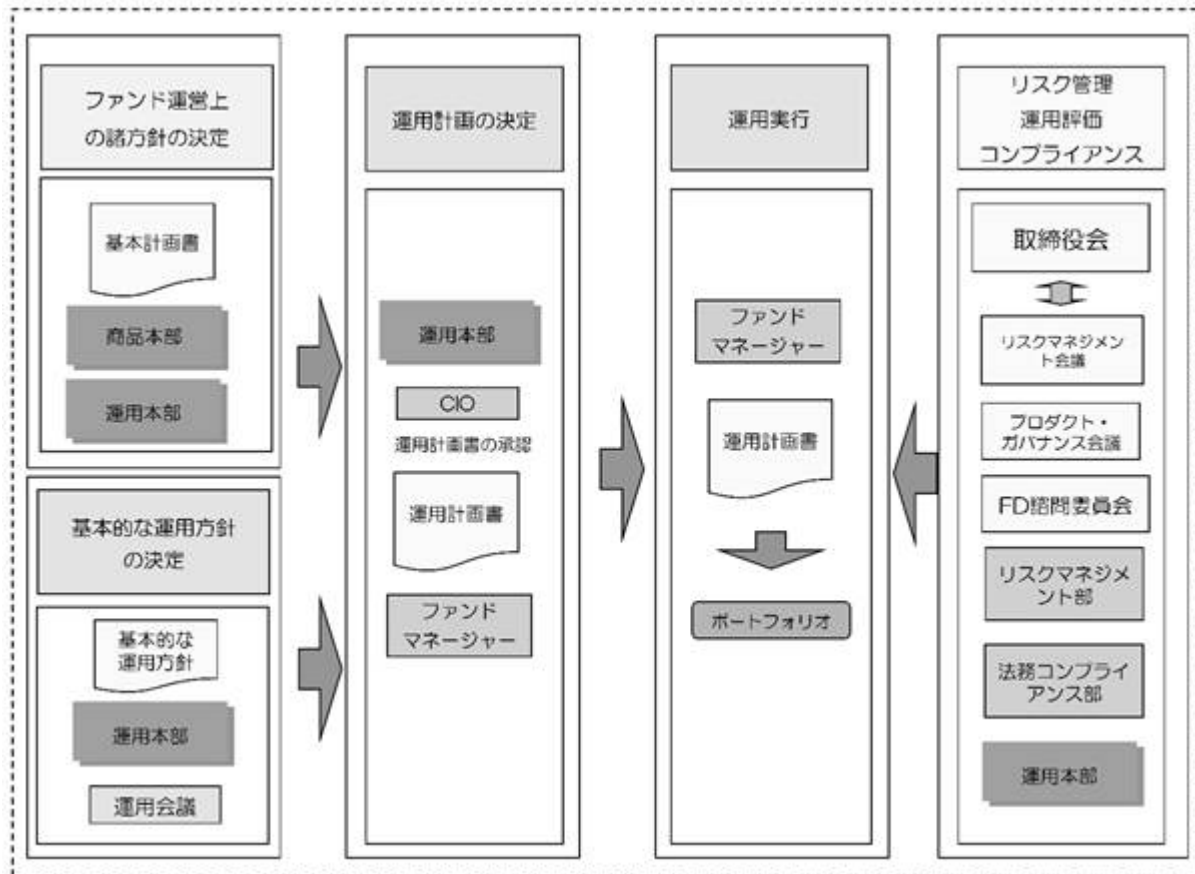 ファンド運営上
の諸方針の決定
基本計画書
商品本部
運用本部
基本的な運用方針
の決定
基本的な
運用方針
運用本部
運用会議
運用計画の決定
運用本部
CIO
運用計画書の承認
運用計画書
ファンド
マネージャー
運用実行
ファンド
マネージャー
運用計画書
ポートフォリオ
リスク管理
運用評価
コンプライアンス
取締役会
リスクマネジメン
ト会議
プロダクト・
ガバナンス会議
FD諮問委員会
リスクマネジメ
ント部
法務コンプライ
アンス部
運用本部